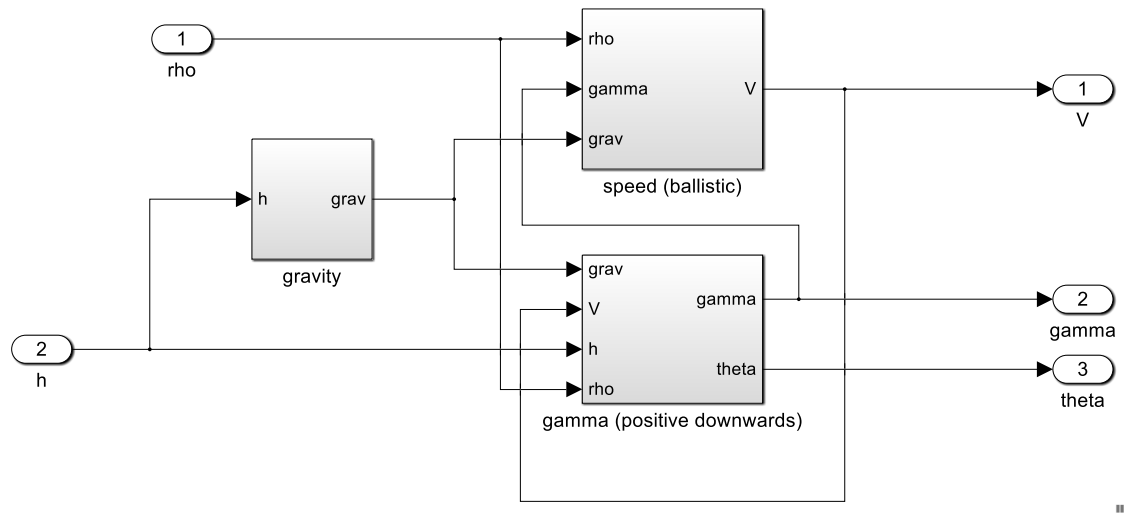 1
rho
rho
gamma
grav
V
speed (ballistic)
1
V
h
grav
gravity
2
h
grav
V
h
rho
gamma
theta
gamma (positive downwards)
2
gamma
3
theta